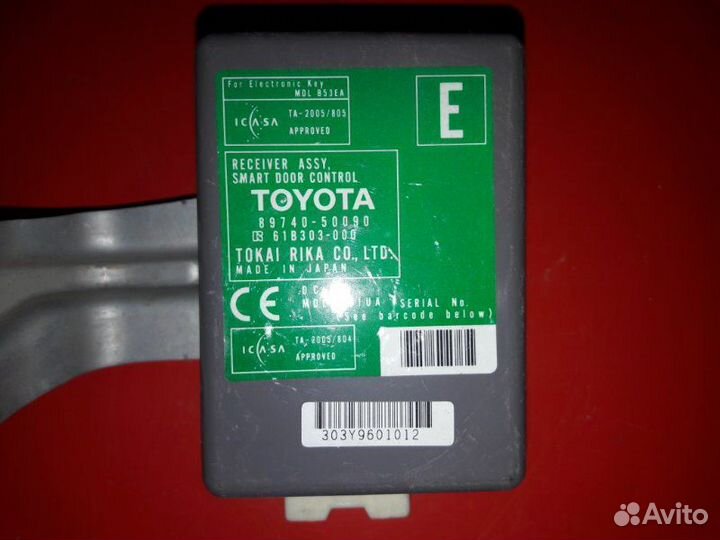 For Electronic Key
MDL B53EA
ICASA
TA-2005/805
APPROVED
E
RECEIVER ASSY,
SMART DOOR CONTROL
TOYOTA
89740-50090
61B303-000
TOKAI RIKA CO., LTD.
MADE IN JAPAN
CE
DC
SERIAL No.
(See barcode below)
ICASA
TA-2005/804
APPROVED
303Y9601012
Avito